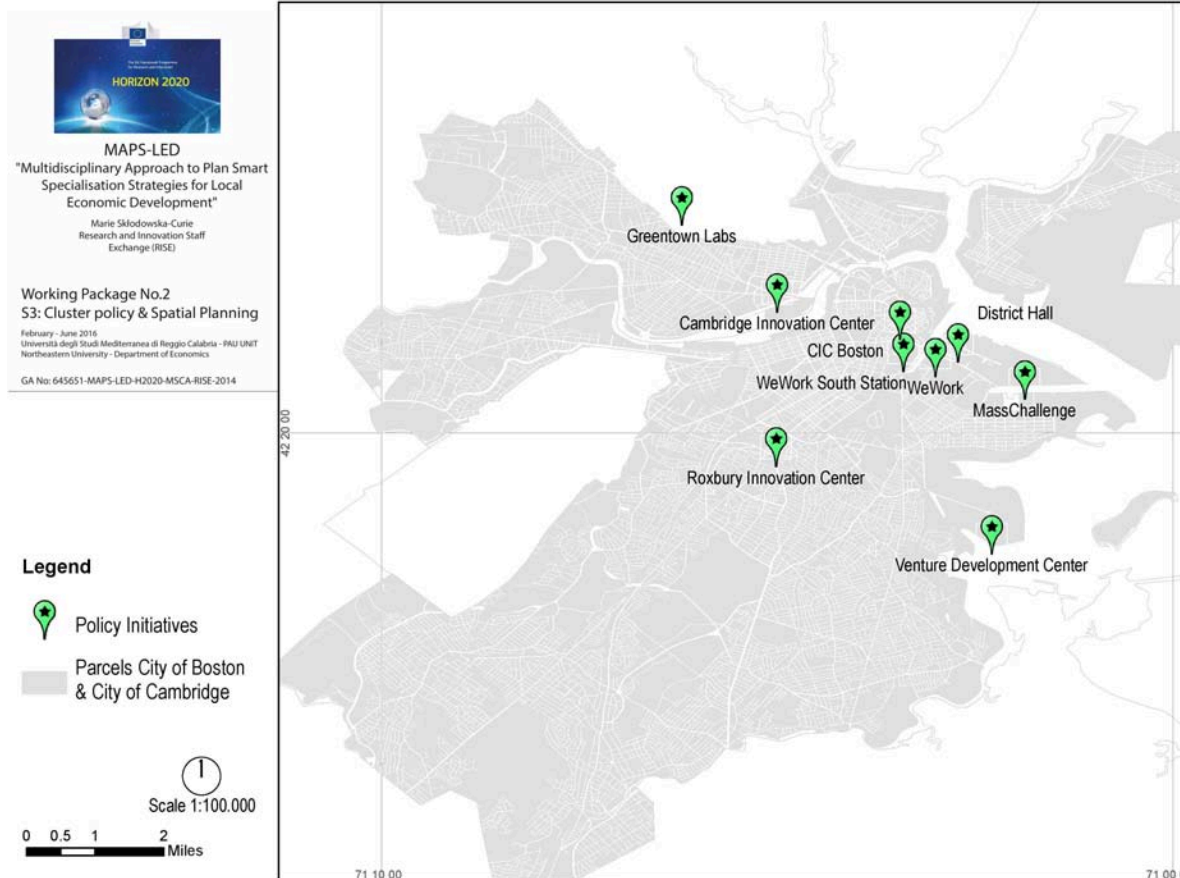 HORIZON 2020
MAPS-LED
"Multidisciplinary Approach to Plan Smart
Specialisation Strategies for Local
Economic Development"
Marie Skłodowska-Curie
Research and Innovation Staff
Exchange (RISE)
Working Package No.2
S3: Cluster policy & Spatial Planning
February - June 2016
Università degli Studi Mediterranea di Reggio Calabria - PAU UNIT
Northeastern University - Department of Economics
GA No: 645651-MAPS-LED-H2020-MSCA-RISE-2014
Legend
Policy Initiatives
Parcels City of Boston
& City of Cambridge
1
Scale 1:100.000
0 0.5 1 2
Miles
Greentown Labs
Cambridge Innovation Center
District Hall
CIC Boston
WeWork South Station
WeWork
MassChallenge
42 20 00
Roxbury Innovation Center
Venture Development Center
71 10 00